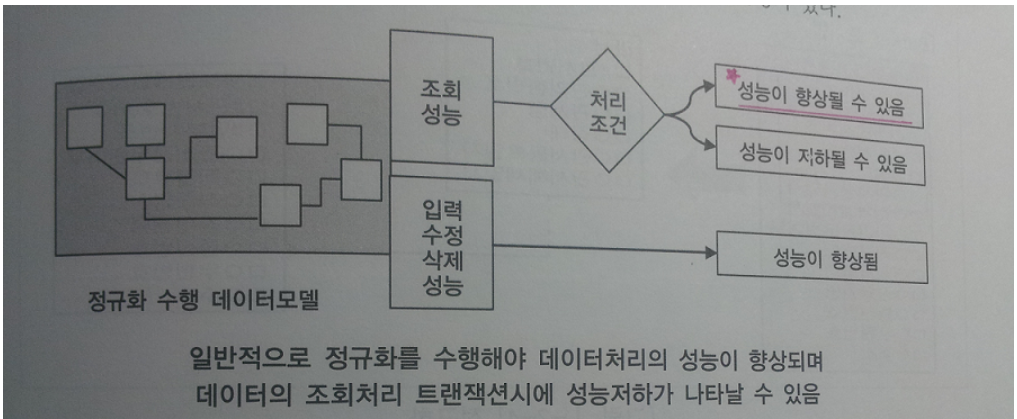 수 있다.
조회
성능
처리
조건
성능이 향상될 수 있음
성능이 저하될 수 있음
입력
수정
삭제
성능
성능이 향상됨
정규화 수행 데이터모델
일반적으로 정규화를 수행해야 데이터처리의 성능이 향상되며
데이터의 조회처리 트랜잭션시에 성능저하가 나타날 수 있음